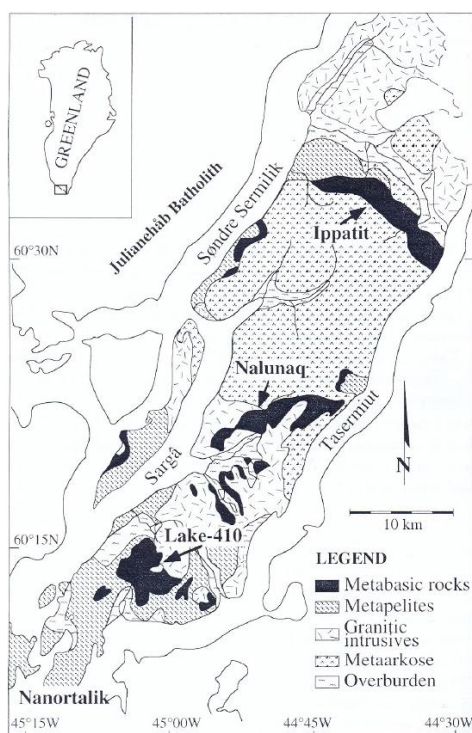 GREENLAND
Julianehåb Batholith
Søndre Sermilik
Ippatit
60°30N
Nalunaq
Sargâ
Tasermiut
N
10 km
60°15N
Lake-410
LEGEND
Metabasic rocks
Metapelites
Granitic
intrusives
Metaarkose
Overburden
Nanortalik
45°15W
45°00W
44°45W
44°30W